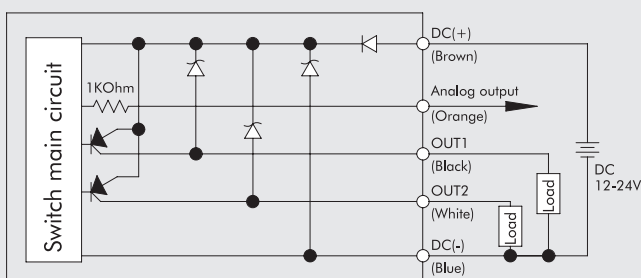 Switch main circuit
1KOhm
DC(+)
(Brown)
Analog output
(Orange)
OUT1
(Black)
OUT2
(White)
DC(-)
(Blue)
Load
Load
DC
12-24V